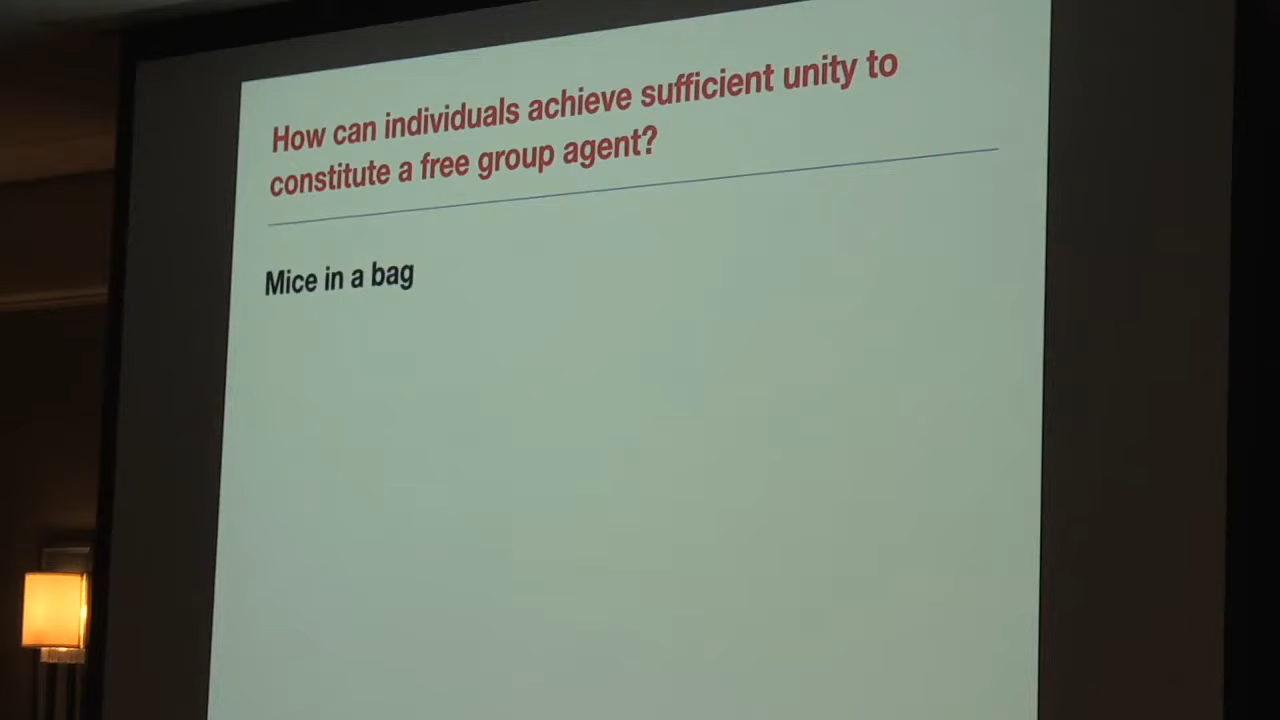 How can individuals achieve sufficient unity to
constitute a free group agent?
Mice in a bag